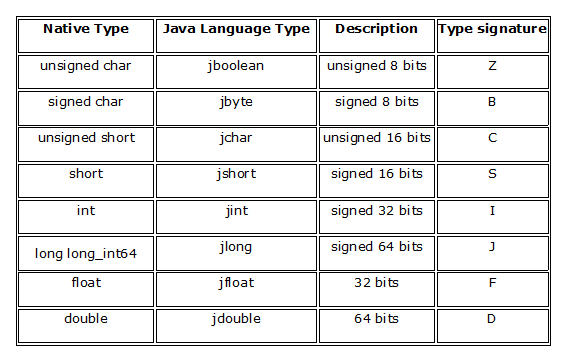 Native Type Java Language Type Description Type signature
unsigned char jboolean unsigned 8 bits Z
signed char jbyte signed 8 bits B
unsigned short jchar unsigned 16 bits C
short jshort signed 16 bits S
int jint signed 32 bits I
long long_int64 jlong signed 64 bits J
float jfloat 32 bits F
double jdouble 64 bits D